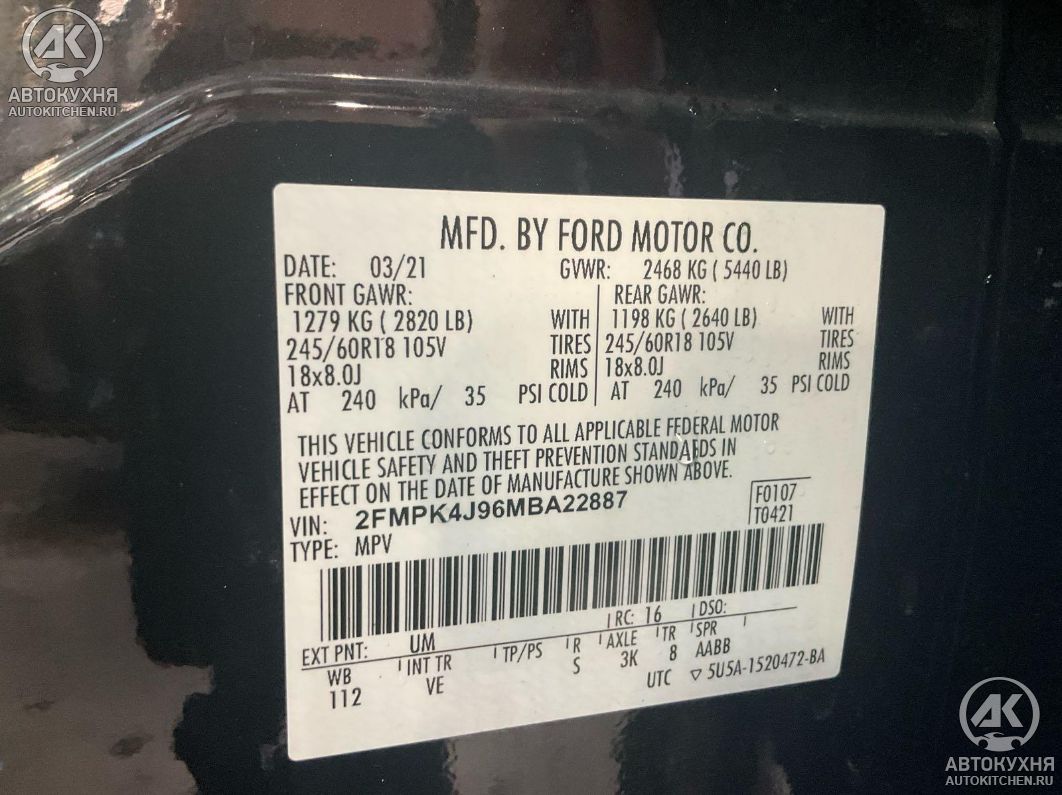 АК
АВТОКУХНЯ
AUTOKITCHEN.RU
MFD. BY FORD MOTOR CO.
DATE: 03/21 GVWR: 2468 KG ( 5440 LB)
FRONT GAWR: REAR GAWR:
1279 KG ( 2820 LB) WITH 1198 KG ( 2640 LB) WITH
245/60R18 105V TIRES 245/60R18 105V TIRES
18x8.0J RIMS 18x8.0J RIMS
AT 240 kPa/ 35 PSI COLD AT 240 kPa/ 35 PSI COLD
THIS VEHICLE CONFORMS TO ALL APPLICABLE FEDERAL MOTOR
VEHICLE SAFETY AND THEFT PREVENTION STANDARDS IN
EFFECT ON THE DATE OF MANUFACTURE SHOWN ABOVE.
VIN: 2FMPK4J96MBA22887 F0107
TYPE: MPV T0421
EXT PNT: UM RC: 16 DSO:
WB INT TR TP/PS R AXLE TR SPR
112 VE S 3K 8 AABB
UTC ▽ 5U5A-1520472-BA
АК
АВТОКУХНЯ
AUTOKITCHEN.RU